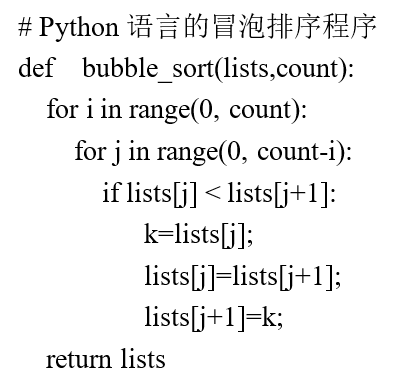 # Python 语言的冒泡排序程序
def    bubble_sort(lists,count):
    for i in range(0, count):
        for j in range(0, count-i):
            if lists[j] < lists[j+1]:
                k=lists[j];
                lists[j]=lists[j+1];
                lists[j+1]=k;
    return lists